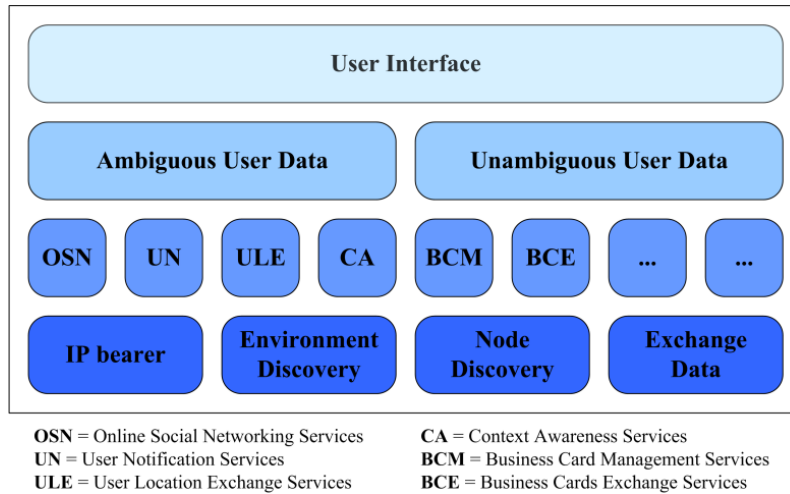 User Interface
Ambiguous User Data
Unambiguous User Data
OSN
UN
ULE
CA
BCM
BCE
...
...
IP bearer
Environment
Discovery
Node
Discovery
Exchange
Data
OSN = Online Social Networking Services
UN = User Notification Services
ULE = User Location Exchange Services
CA = Context Awareness Services
BCM = Business Card Management Services
BCE = Business Cards Exchange Services